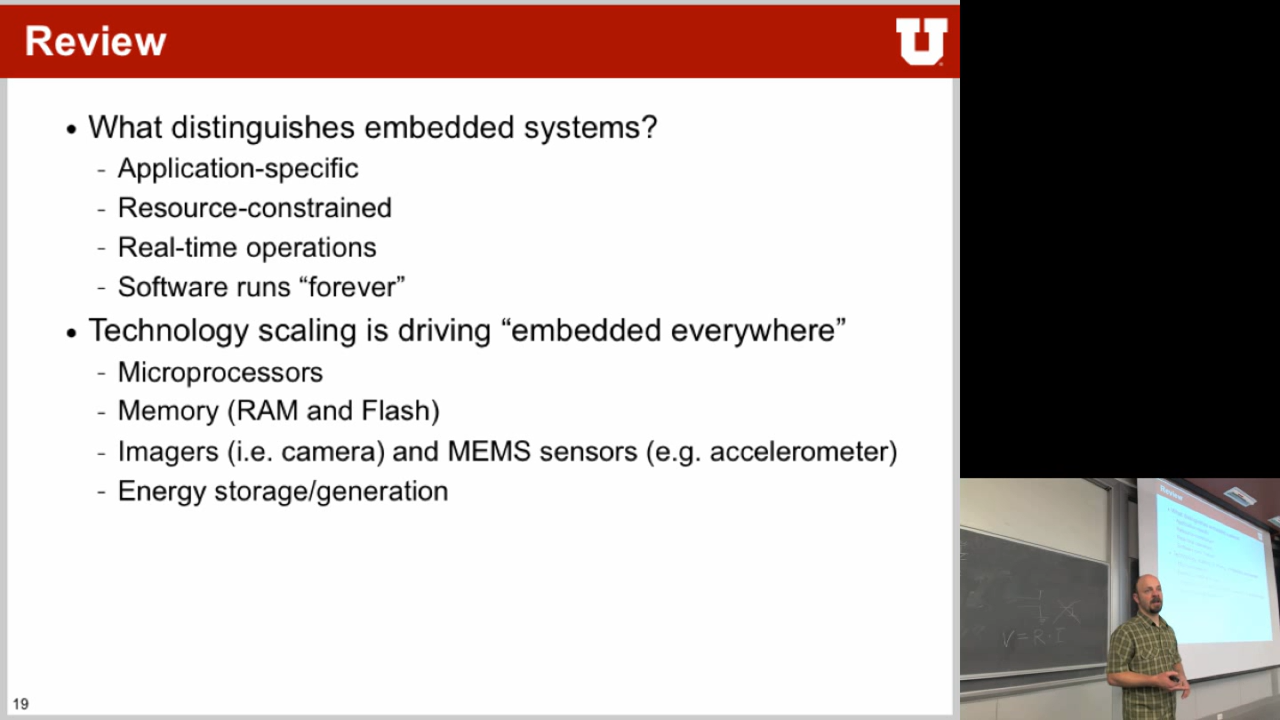 Review
U
• What distinguishes embedded systems?
- Application-specific
- Resource-constrained
- Real-time operations
- Software runs “forever”
• Technology scaling is driving “embedded everywhere”
- Microprocessors
- Memory (RAM and Flash)
- Imagers (i.e. camera) and MEMS sensors (e.g. accelerometer)
- Energy storage/generation
19
Review
V=R·I